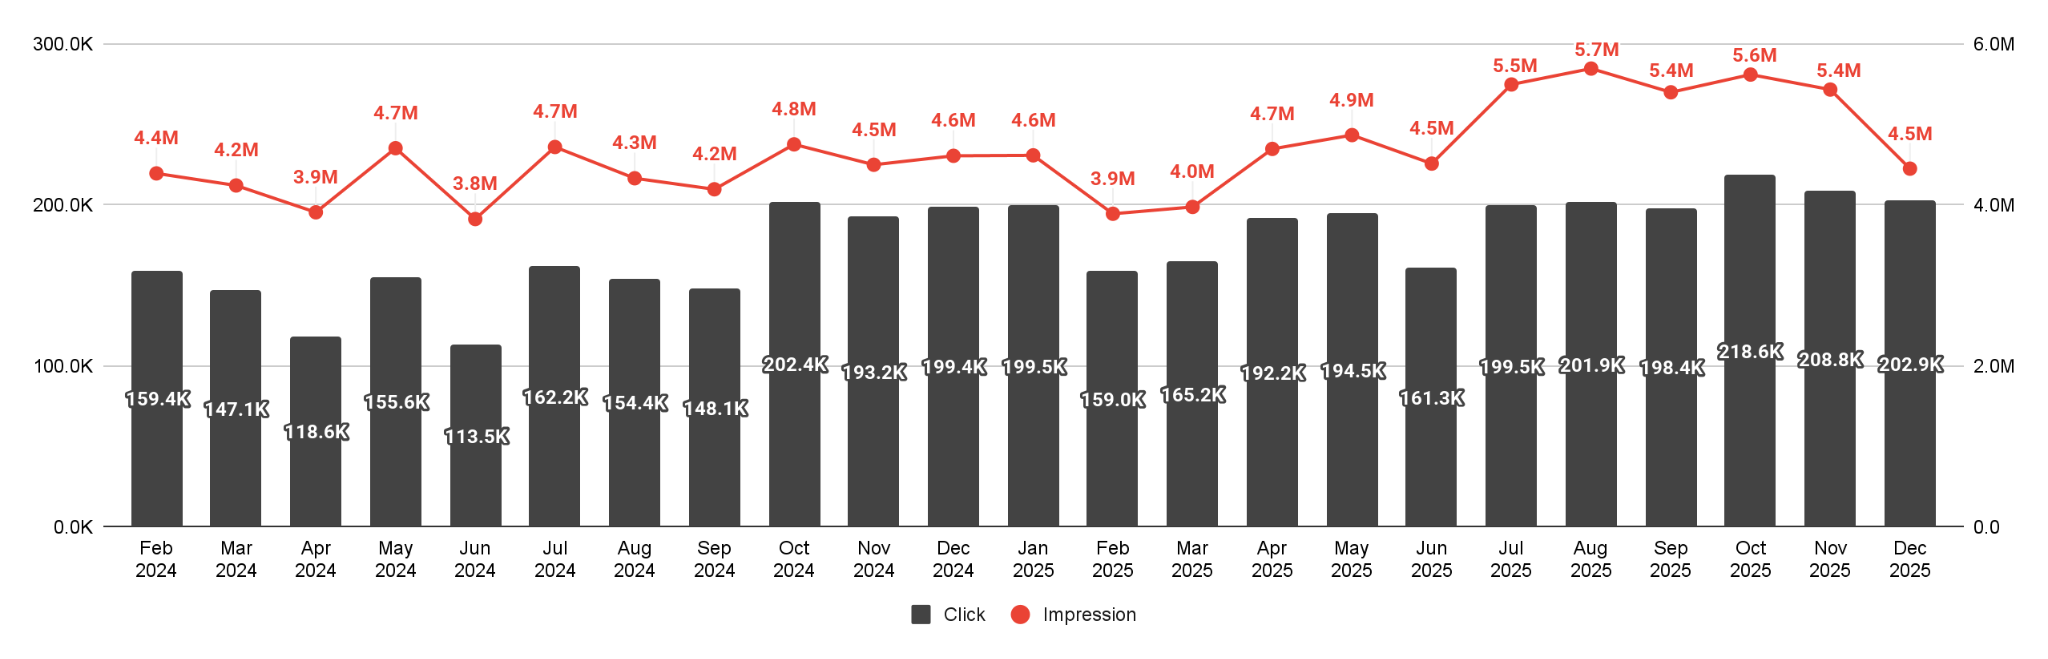 300.0K
200.0K
100.0K
0.0K
6.0M
4.0M
2.0M
0.0
4.4M
4.2M
3.9M
4.7M
3.8M
4.7M
4.3M
4.2M
4.8M
4.5M
4.6M
4.6M
3.9M
4.0M
4.7M
4.9M
4.5M
5.5M
5.7M
5.4M
5.6M
5.4M
4.5M
159.4K
147.1K
118.6K
155.6K
113.5K
162.2K
154.4K
148.1K
202.4K
193.2K
199.4K
199.5K
159.0K
165.2K
192.2K
194.5K
161.3K
199.5K
201.9K
198.4K
218.6K
208.8K
202.9K
Feb
2024
Mar
2024
Apr
2024
May
2024
Jun
2024
Jul
2024
Aug
2024
Sep
2024
Oct
2024
Nov
2024
Dec
2024
Jan
2025
Feb
2025
Mar
2025
Apr
2025
May
2025
Jun
2025
Jul
2025
Aug
2025
Sep
2025
Oct
2025
Nov
2025
Dec
2025
Click
Impression